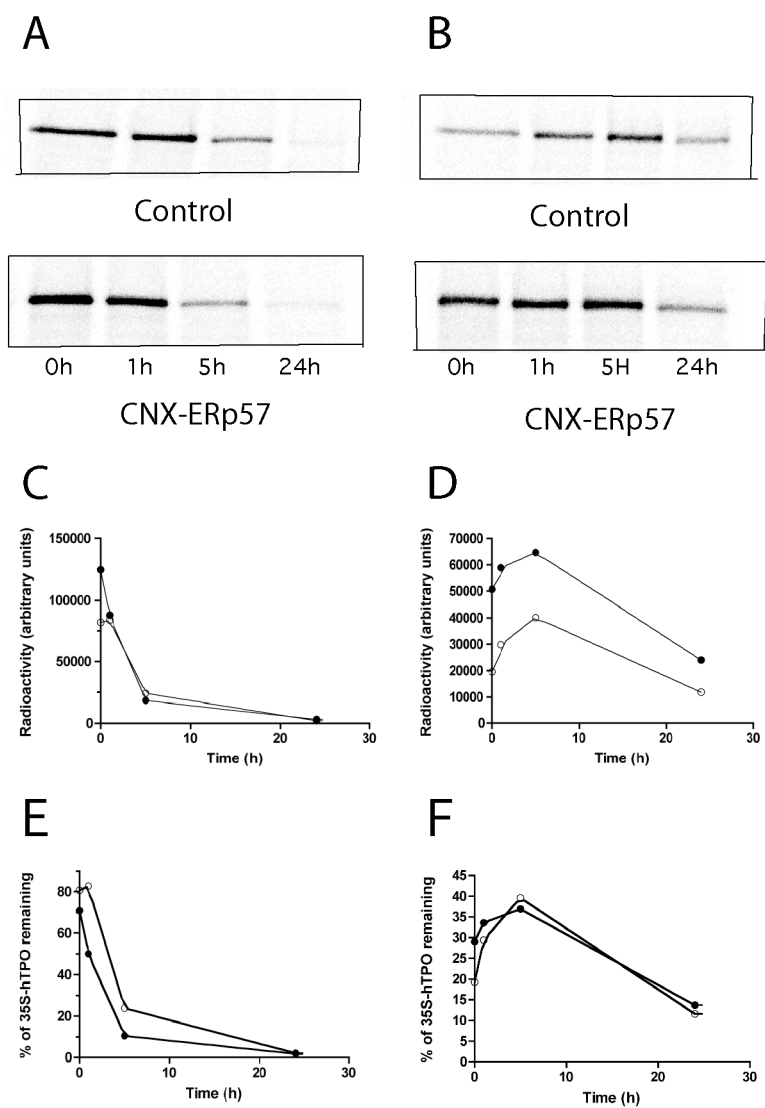 A B
Control Control
0h 1h 5h 24h 0h 1h 5H 24h
CNX-ERp57 CNX-ERp57
C D
Radioactivity (arbitrary units)
150000
100000
50000
0
0 10 20 30
Time (h)
Radioactivity (arbitrary units)
70000
60000
50000
40000
30000
20000
10000
0
0 10 20 30
Time (h)
E F
% of 35S-hTPO remaining
80
60
40
20
0
0 10 20 30
Time (h)
% of 35S-hTPO remaining
45
40
35
30
25
20
15
10
5
0
0 10 20 30
Time (h)